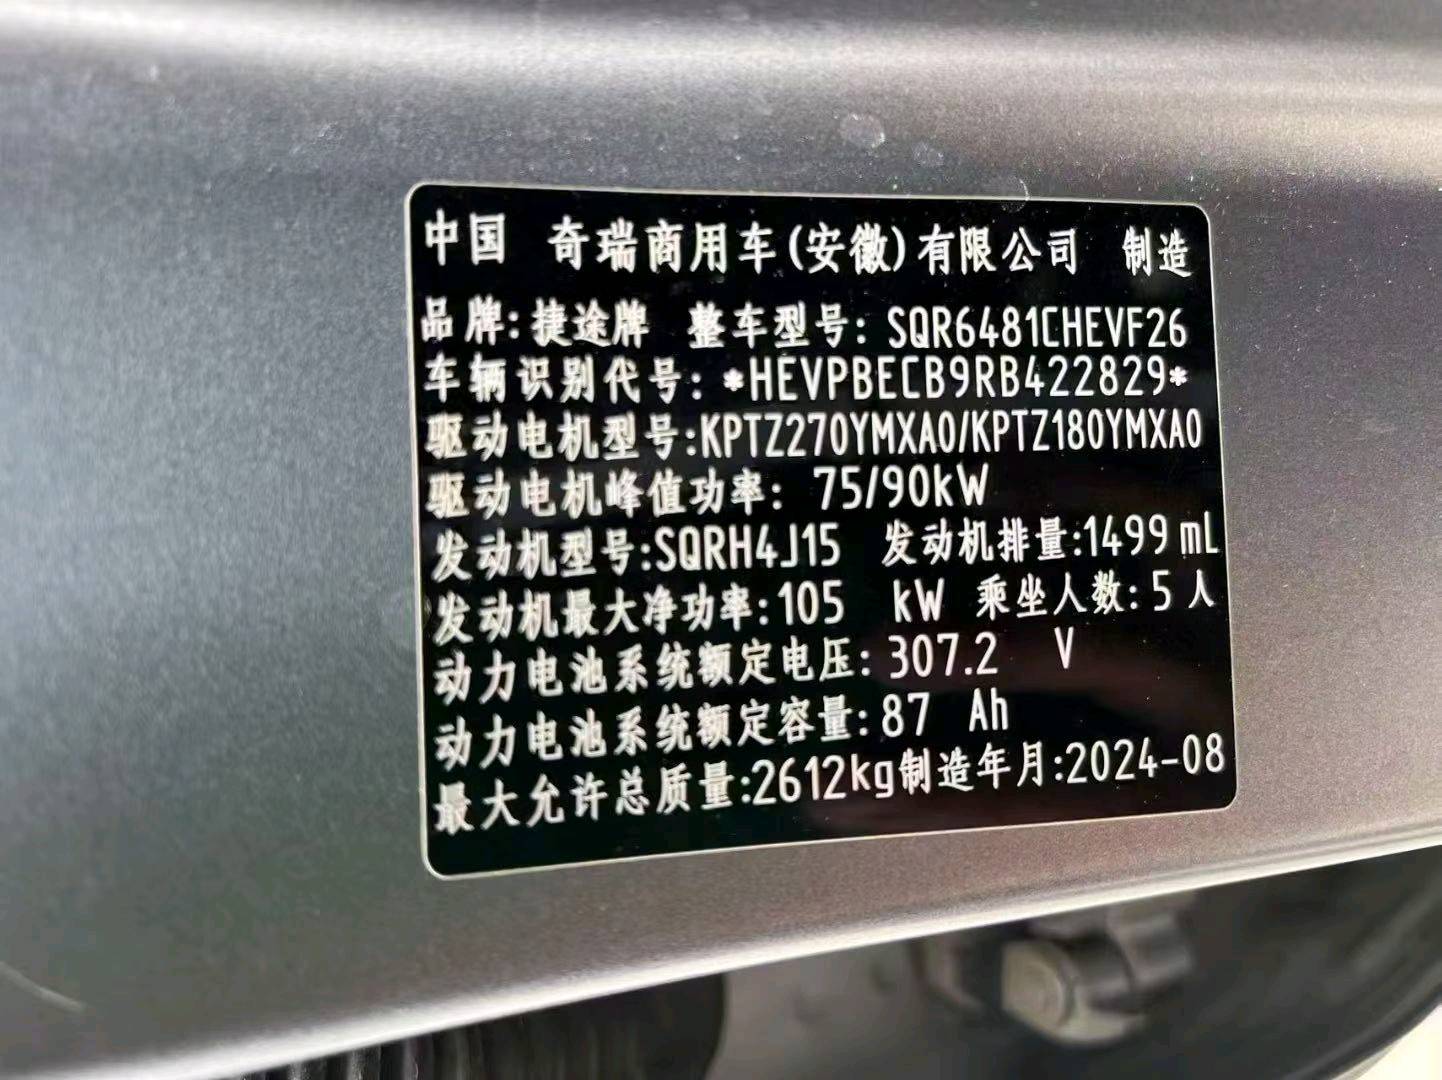 中国 奇瑞商用车(安徽)有限公司 制造
品牌:捷途牌 整车型号: SQR6481CHEVF26
车辆识别代号: *HEVPBECB9RB422829*
驱动电机型号:KPTZ270YMXA0/KPTZ180YMXA0
驱动电机峰值功率: 75/90kW
发动机型号:SQRH4J15 发动机排量:1499 mL
发动机最大净功率:105 kW 乘坐人数:5 人
动力电池系统额定电压:307.2 V
动力电池系统额定容量:87 Ah
最大允许总质量:2612kg制造年月:2024-08